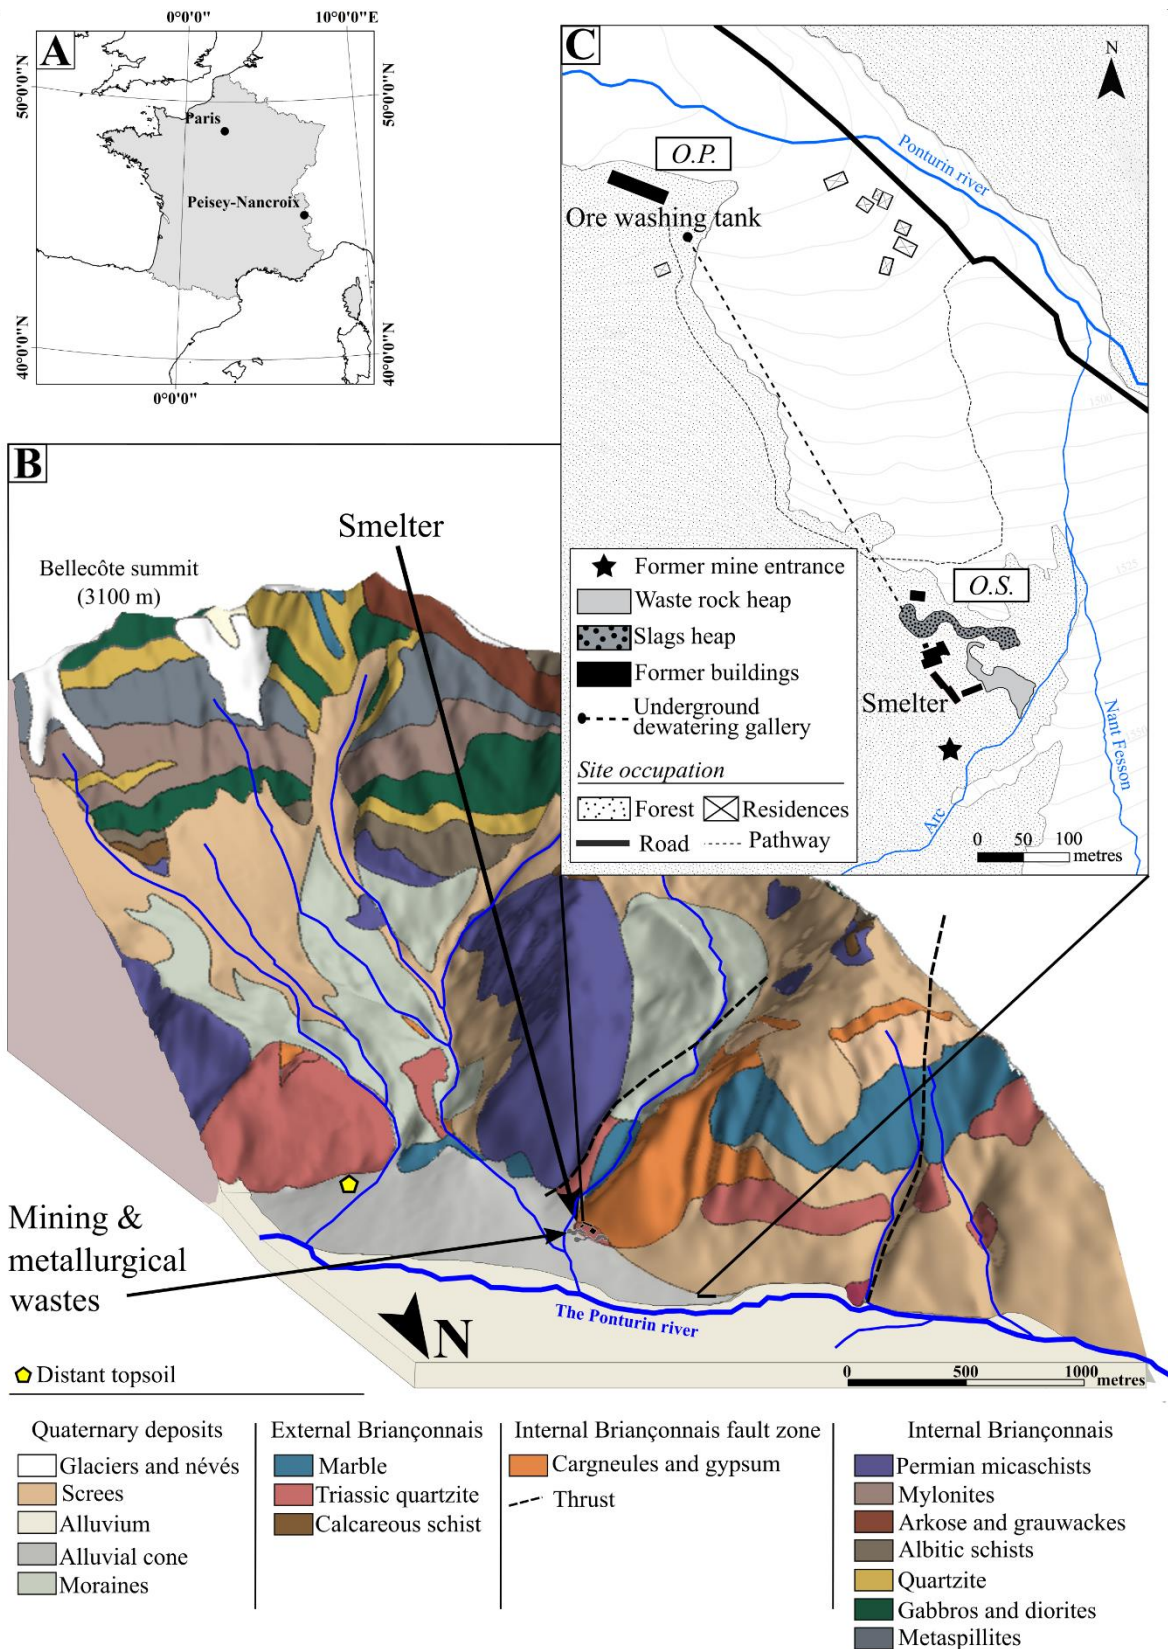 0°0'0"
10°0'0"E
A
50°0'0"N
50°0'0"N
Paris
Peisey-Nancroix
40°0'0"N
40°0'0"N
0°0'0"
C
N
O.P.
Ponturin river
Ore washing tank
1500
1525
O.S.
Smelter
Arc
Nant Fesson
Former mine entrance
Waste rock heap
Slags heap
Former buildings
Underground
dewatering gallery
Site occupation
Forest
Residences
Road
Pathway
0 50 100
metres
B
Smelter
Bellecôte summit
(3100 m)
Mining &
metallurgical
wastes
The Ponturin river
N
0 500 1000
metres
Distant topsoil
Quaternary deposits
Glaciers and névés
Screes
Alluvium
Alluvial cone
Moraines
External Briançonnais
Marble
Triassic quartzite
Calcareous schist
Internal Briançonnais fault zone
Cargneules and gypsum
Thrust
Internal Briançonnais
Permian micaschists
Mylonites
Arkose and grauwackes
Albitic schists
Quartzite
Gabbros and diorites
Metaspillites